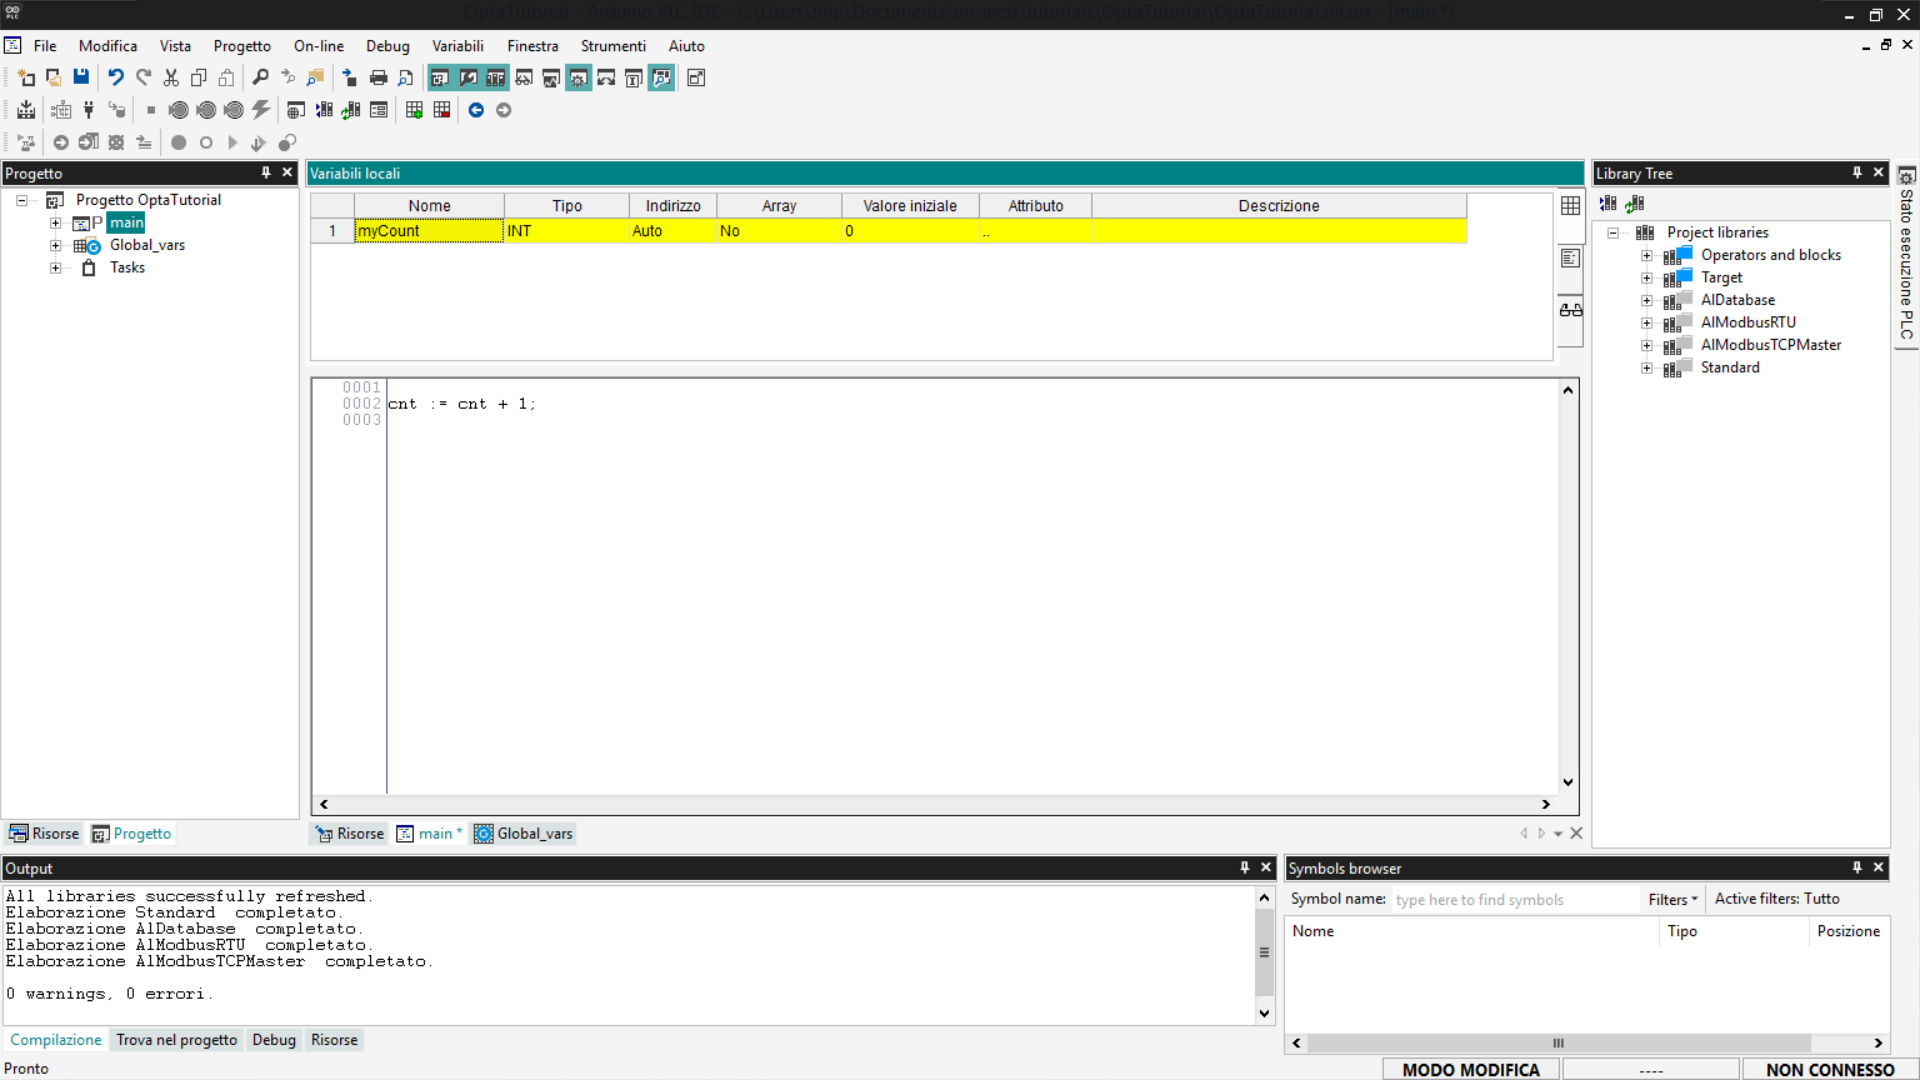 OptaTutorial - Arduino PLC IDE - C:\Users\filip\Documents\projects\tutorials\OptaTutorial\OptaTutorial.plcprj - [main *]
File Modifica Vista Progetto On-line Debug Variabili Finestra Strumenti Aiuto
Progetto
Progetto OptaTutorial
P main
Global_vars
Tasks
Risorse Progetto
Variabili locali
Nome Tipo Indirizzo Array Valore iniziale Attributo Descrizione
1 myCount INT Auto No 0 ..
0001
0002 cnt := cnt + 1;
0003
Risorse main * Global_vars
Library Tree
Project libraries
Operators and blocks
Target
AlDatabase
AlModbusRTU
AlModbusTCPMaster
Standard
Stato esecuzione PLC
Output
All libraries successfully refreshed.
Elaborazione Standard completato.
Elaborazione AlDatabase completato.
Elaborazione AlModbusRTU completato.
Elaborazione AlModbusTCPMaster completato.
0 warnings, 0 errori.
Compilazione Trova nel progetto Debug Risorse
Symbols browser
Symbol name: type here to find symbols Filters Active filters: Tutto
Nome Tipo Posizione
Pronto
MODO MODIFICA ---- NON CONNESSO